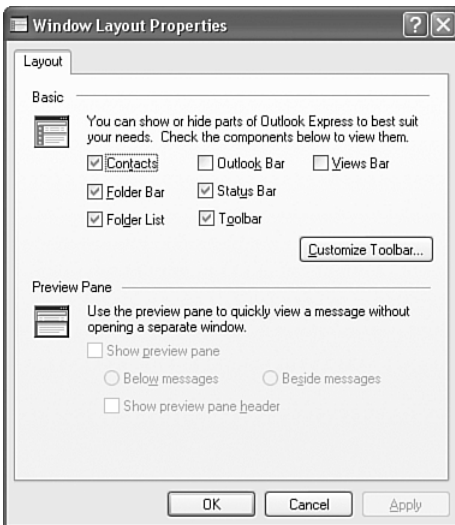 Window Layout Properties
Layout
Basic
You can show or hide parts of Outlook Express to best suit
your needs. Check the components below to view them.
Contacts Outlook Bar Views Bar
Folder Bar Status Bar
Folder List Toolbar
Customize Toolbar...
Preview Pane
Use the preview pane to quickly view a message without
opening a separate window.
Show preview pane
Below messages Beside messages
Show preview pane header
OK Cancel Apply